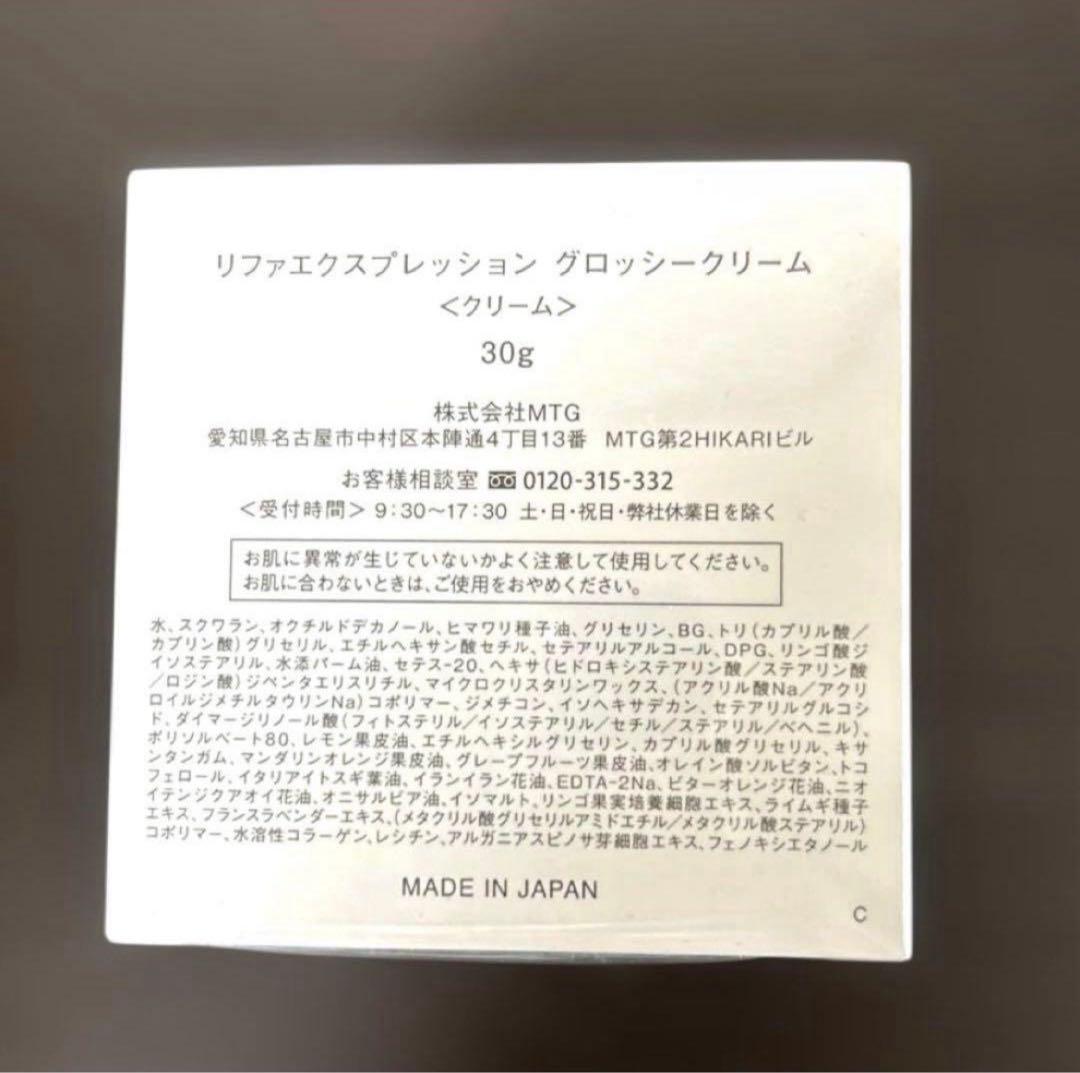 リファエクスプレッション グロッシークリーム
＜クリーム＞
30g
株式会社MTG
愛知県名古屋市中村区本陣通4丁目13番 MTG第2HIKARIビル
お客様相談室 0120-315-332
＜受付時間＞ 9:30〜17:30 土・日・祝日・弊社休業日を除く
お肌に異常が生じていないかよく注意して使用してください。
お肌に合わないときは、ご使用をおやめください。
水、スクワラン、オクチルドデカノール、ヒマワリ種子油、グリセリン、BG、トリ（カプリル酸／
カプリン酸）グリセリル、エチルヘキサン酸セチル、セテアリルアルコール、DPG、リンゴ酸ジ
イソステアリル、水添パーム油、セテス-20、ヘキサ（ヒドロキシステアリン酸／ステアリン酸
／ロジン酸）ジペンタエリスリチル、マイクロクリスタリンワックス、（アクリル酸Na／アクリ
ロイルジメチルタウリンNa）コポリマー、ジメチコン、イソヘキサデカン、セテアリルグルコシ
ド、ダイマージリノール酸（フィトステリル／イソステアリル／セチル／ステアリル／ベヘニル）、
ポリソルベート80、レモン果皮油、エチルヘキシルグリセリン、カプリル酸グリセリル、キサ
ンタンガム、マンダリンオレンジ果皮油、グレープフルーツ果皮油、オレイン酸ソルビタン、トコ
フェロール、イタリアイトスギ葉油、イランイラン花油、EDTA-2Na、ビターオレンジ花油、ニオ
イテンジクアオイ花油、オニサルビア油、イソマルト、リンゴ果実培養細胞エキス、ライムギ種子
エキス、フランスラベンダーエキス、（メタクリル酸グリセリルアミドエチル／メタクリル酸ステアリル）
コポリマー、水溶性コラーゲン、レシチン、アルガニアスピノサ芽細胞エキス、フェノキシエタノール
MADE IN JAPAN
C